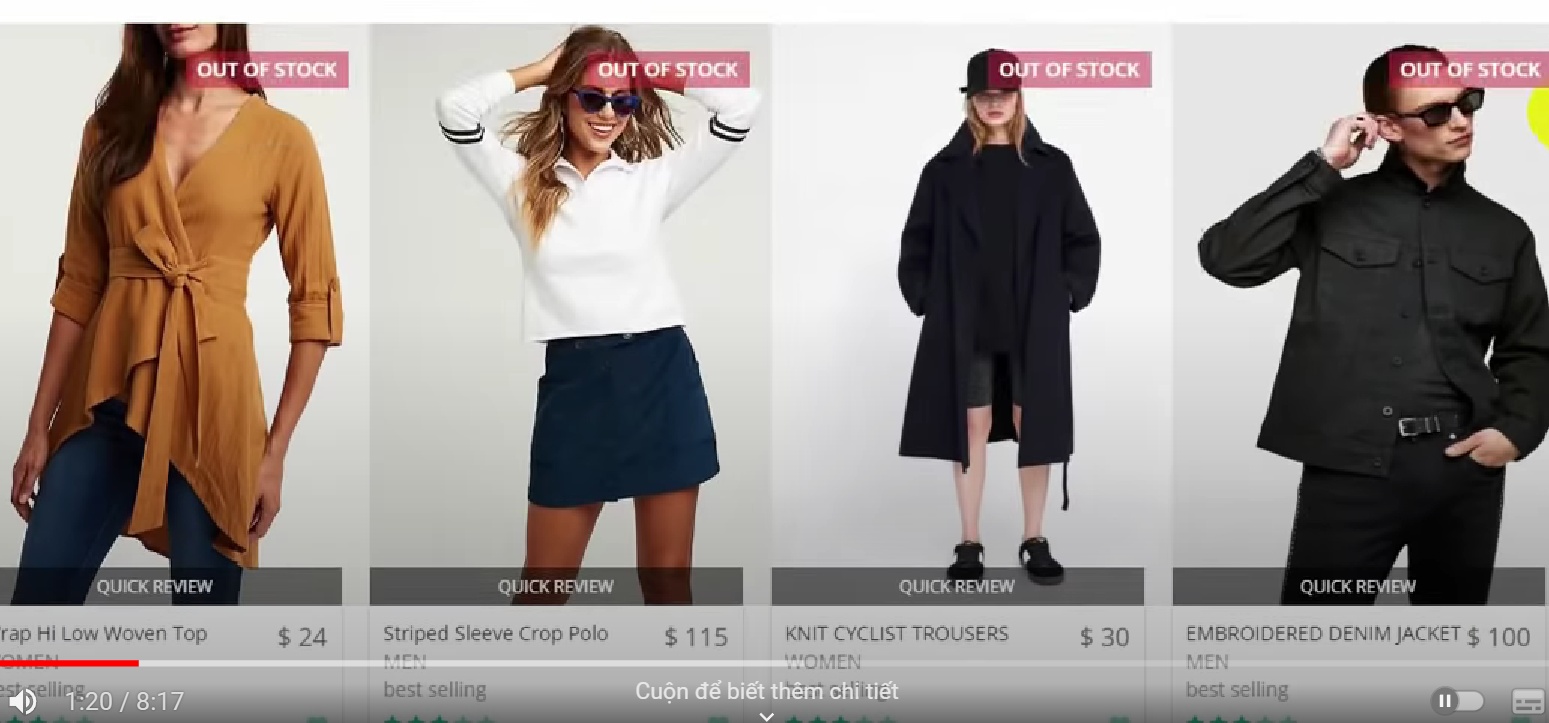 OUT OF STOCK
OUT OF STOCK
OUT OF STOCK
OUT OF STOCK
QUICK REVIEW
QUICK REVIEW
QUICK REVIEW
QUICK REVIEW
rap Hi Low Woven Top $ 24
Striped Sleeve Crop Polo $ 115
KNIT CYCLIST TROUSERS $ 30
EMBROIDERED DENIM JACKET $ 100
OMEN
MEN
WOMEN
MEN
est selling
best selling
best selling
best selling
1:20 / 8:17
Cuộn để biết thêm chi tiết